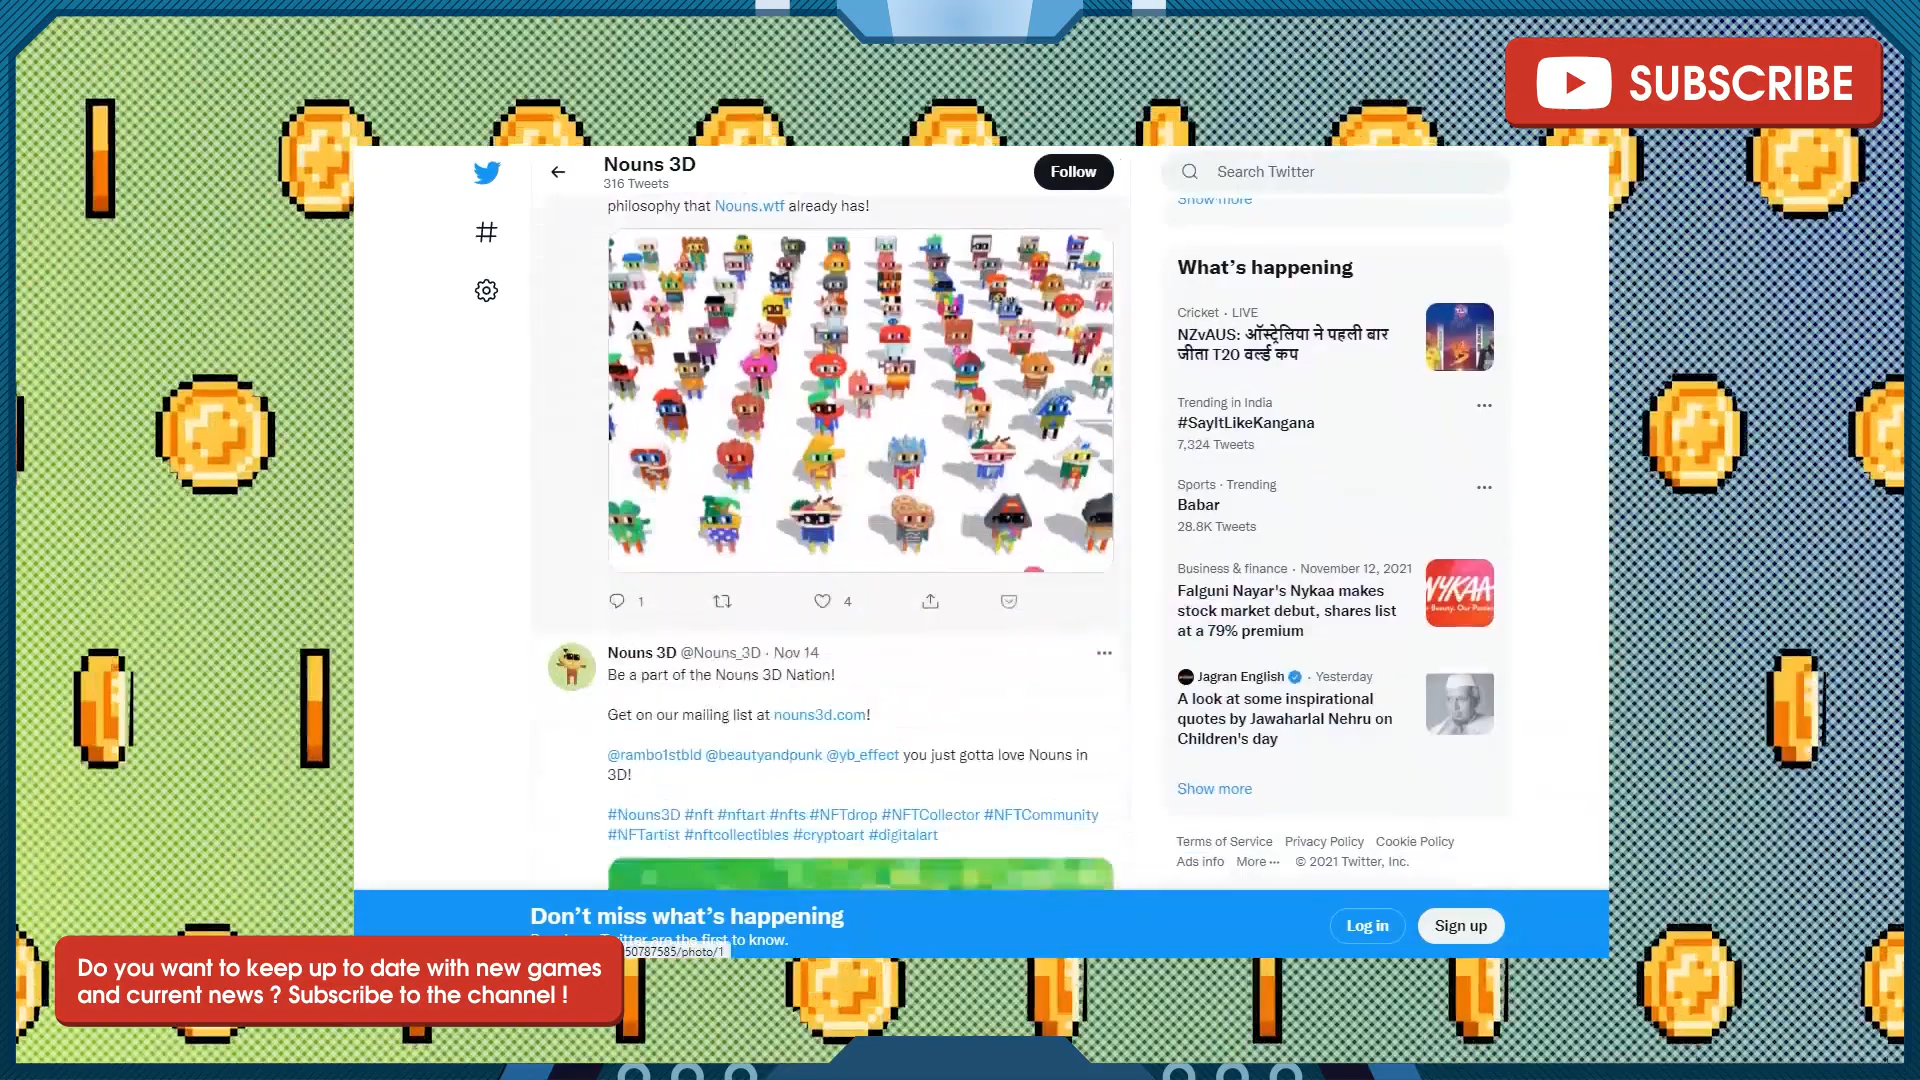 SUBSCRIBE
Nouns 3D
316 Tweets
Follow
philosophy that Nouns.wtf already has!
1
4
Nouns 3D @Nouns_3D · Nov 14
Be a part of the Nouns 3D Nation!
Get on our mailing list at nouns3d.com!
@rambo1stbld @beautyandpunk @yb_effect you just gotta love Nouns in
3D!
#Nouns3D #nft #nftart #nfts #NFTdrop #NFTCollector #NFTCommunity
#NFTartist #nftcollectibles #cryptoart #digitalart
Search Twitter
Show more
What's happening
Cricket · LIVE
NZvAUS: ऑस्ट्रेलिया ने पहली बार
जीता T20 वर्ल्ड कप
Trending in India
#SayItLikeKangana
7,324 Tweets
Sports · Trending
Babar
28.8K Tweets
Business & finance · November 12, 2021
Falguni Nayar's Nykaa makes
stock market debut, shares list
at a 79% premium
NYKAA
Jagran English · Yesterday
A look at some inspirational
quotes by Jawaharlal Nehru on
Children's day
Show more
Terms of Service Privacy Policy Cookie Policy
Ads info More ··· © 2021 Twitter, Inc.
Don't miss what's happening
Twitter are the first to know.
50787585/photo/1
Log in
Sign up
Do you want to keep up to date with new games
and current news ? Subscribe to the channel !